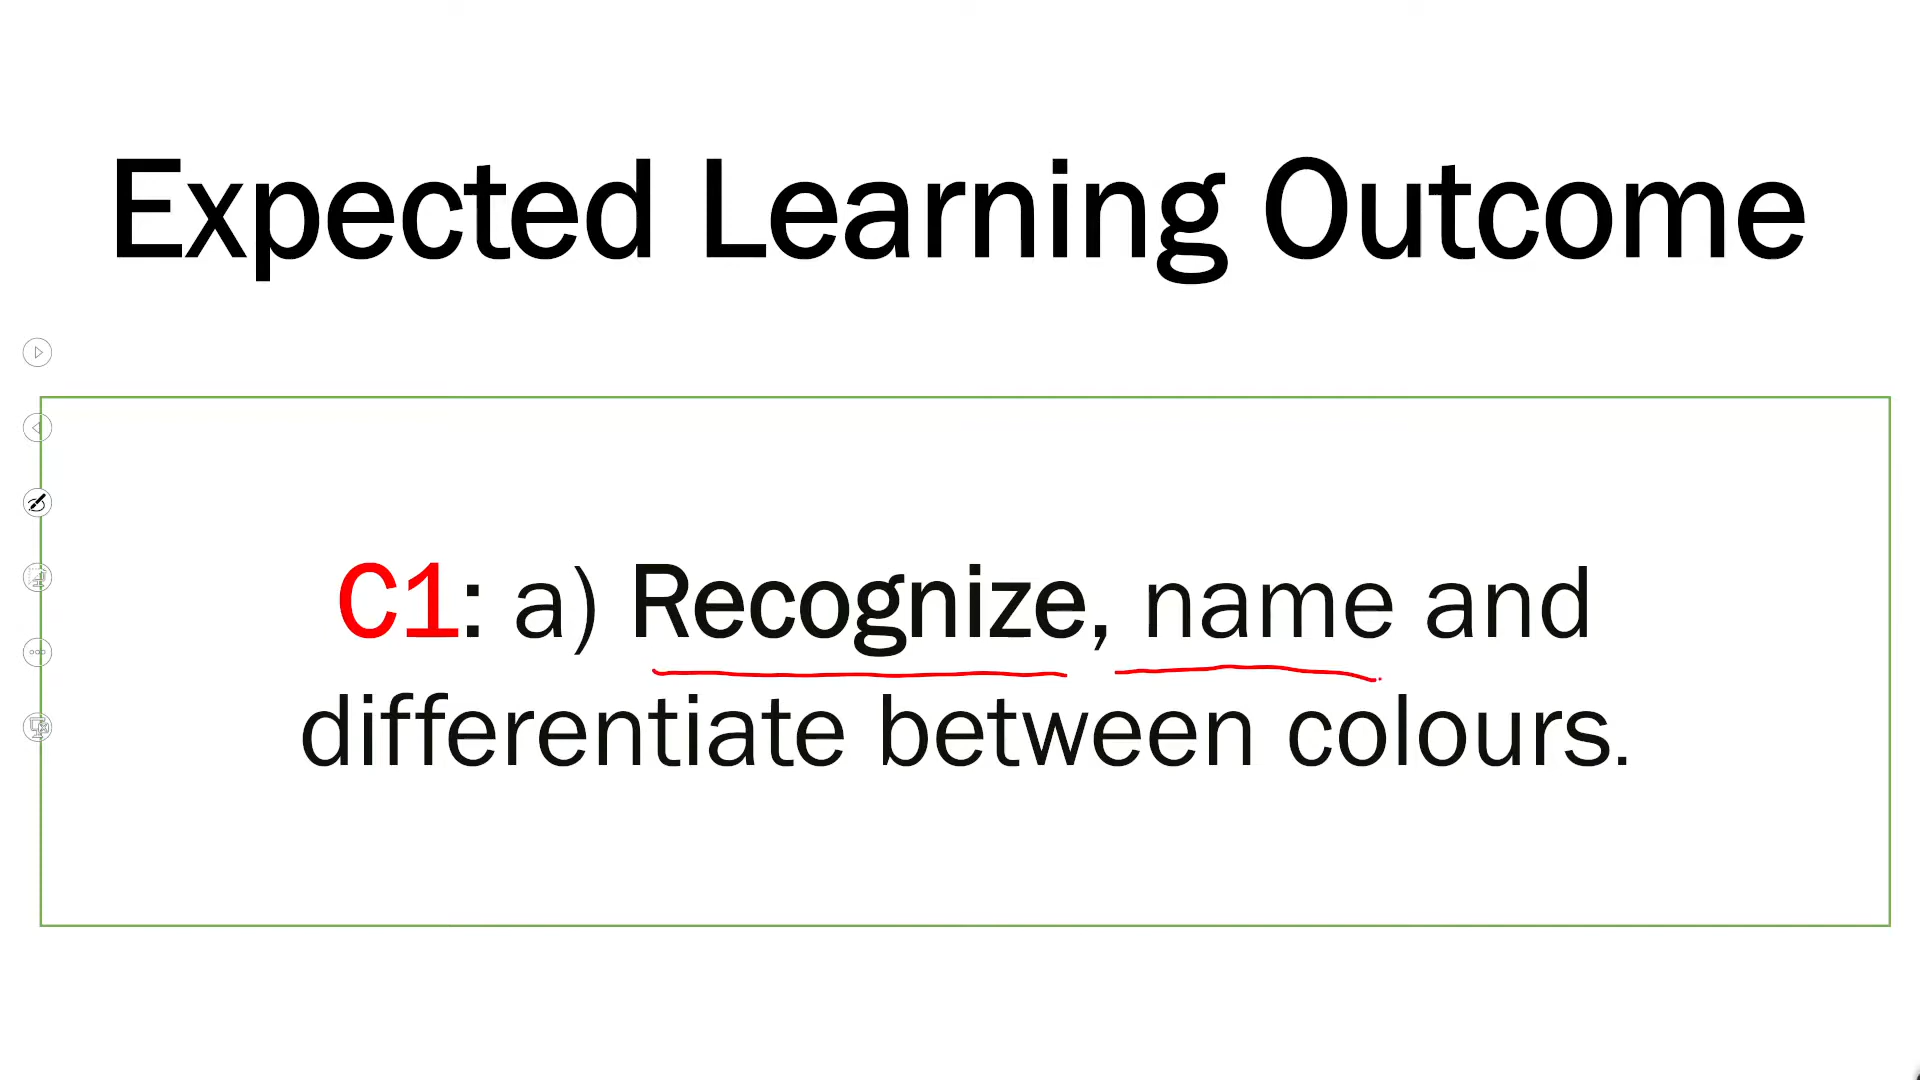 Expected Learning Outcome
C1: a) Recognize, name and
differentiate between colours.